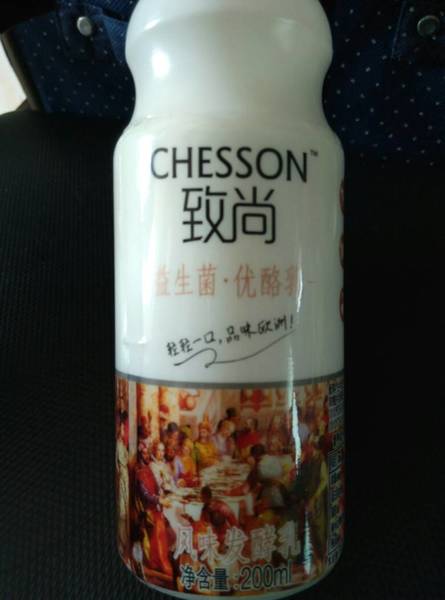 CHESSON™
致尚
益生菌·优酪乳
轻轻一口,品味欧洲!
风味发酵乳
净含量:200ml